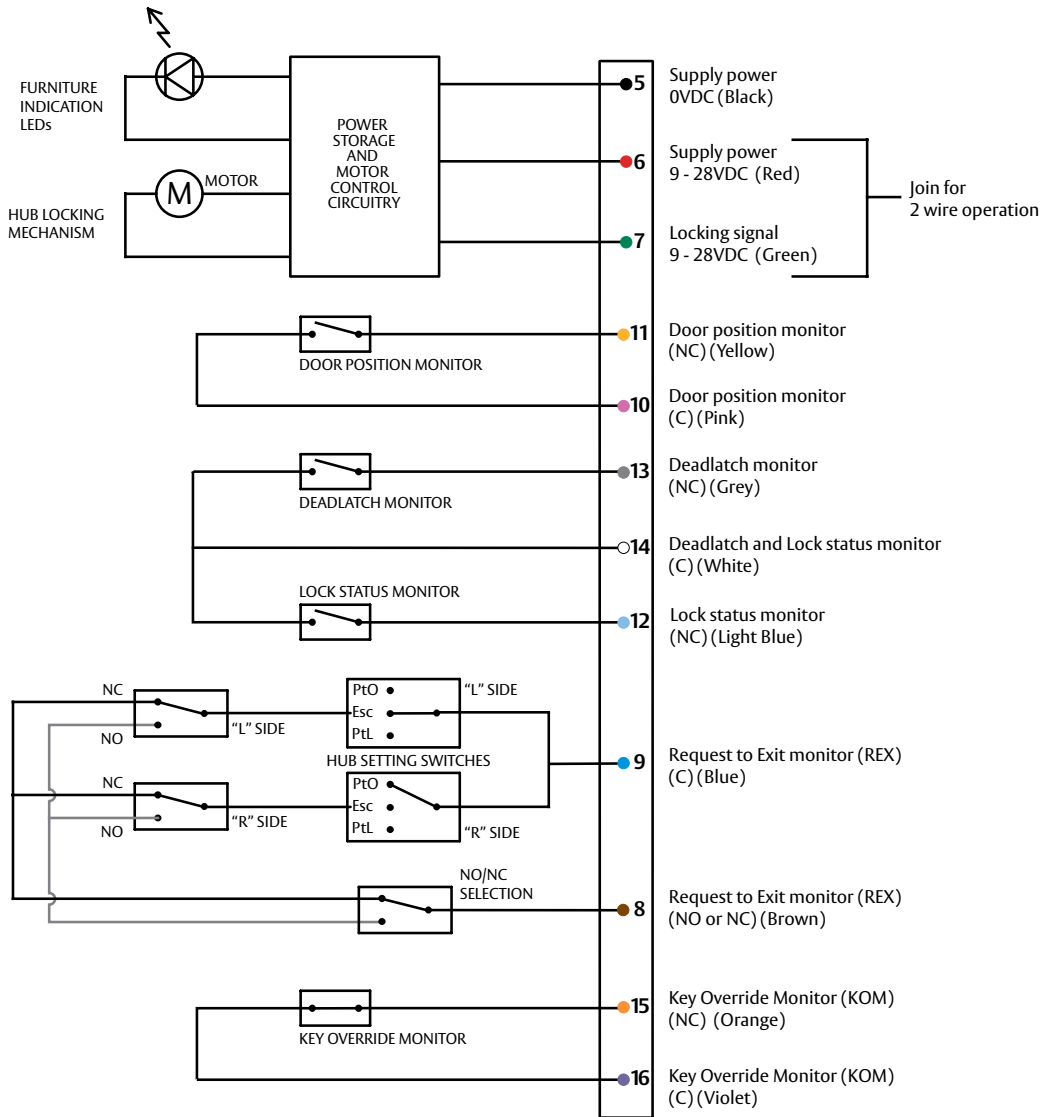 FURNITURE
INDICATION
LEDs
POWER
STORAGE
AND
MOTOR
CONTROL
CIRCUITRY
M
MOTOR
HUB LOCKING
MECHANISM
5
Supply power
0VDC (Black)
6
Supply power
9 - 28VDC (Red)
7
Locking signal
9 - 28VDC (Green)
Join for
2 wire operation
DOOR POSITION MONITOR
11
Door position monitor
(NC) (Yellow)
10
Door position monitor
(C) (Pink)
DEADLATCH MONITOR
13
Deadlatch monitor
(NC) (Grey)
14
Deadlatch and Lock status monitor
(C) (White)
LOCK STATUS MONITOR
12
Lock status monitor
(NC) (Light Blue)
NC
NO
“L” SIDE
PtO
Esc
PtL
“L” SIDE
HUB SETTING SWITCHES
NC
NO
“R” SIDE
PtO
Esc
PtL
“R” SIDE
9
Request to Exit monitor (REX)
(C) (Blue)
NO/NC
SELECTION
8
Request to Exit monitor (REX)
(NO or NC) (Brown)
KEY OVERRIDE MONITOR
15
Key Override Monitor (KOM)
(NC) (Orange)
16
Key Override Monitor (KOM)
(C) (Violet)